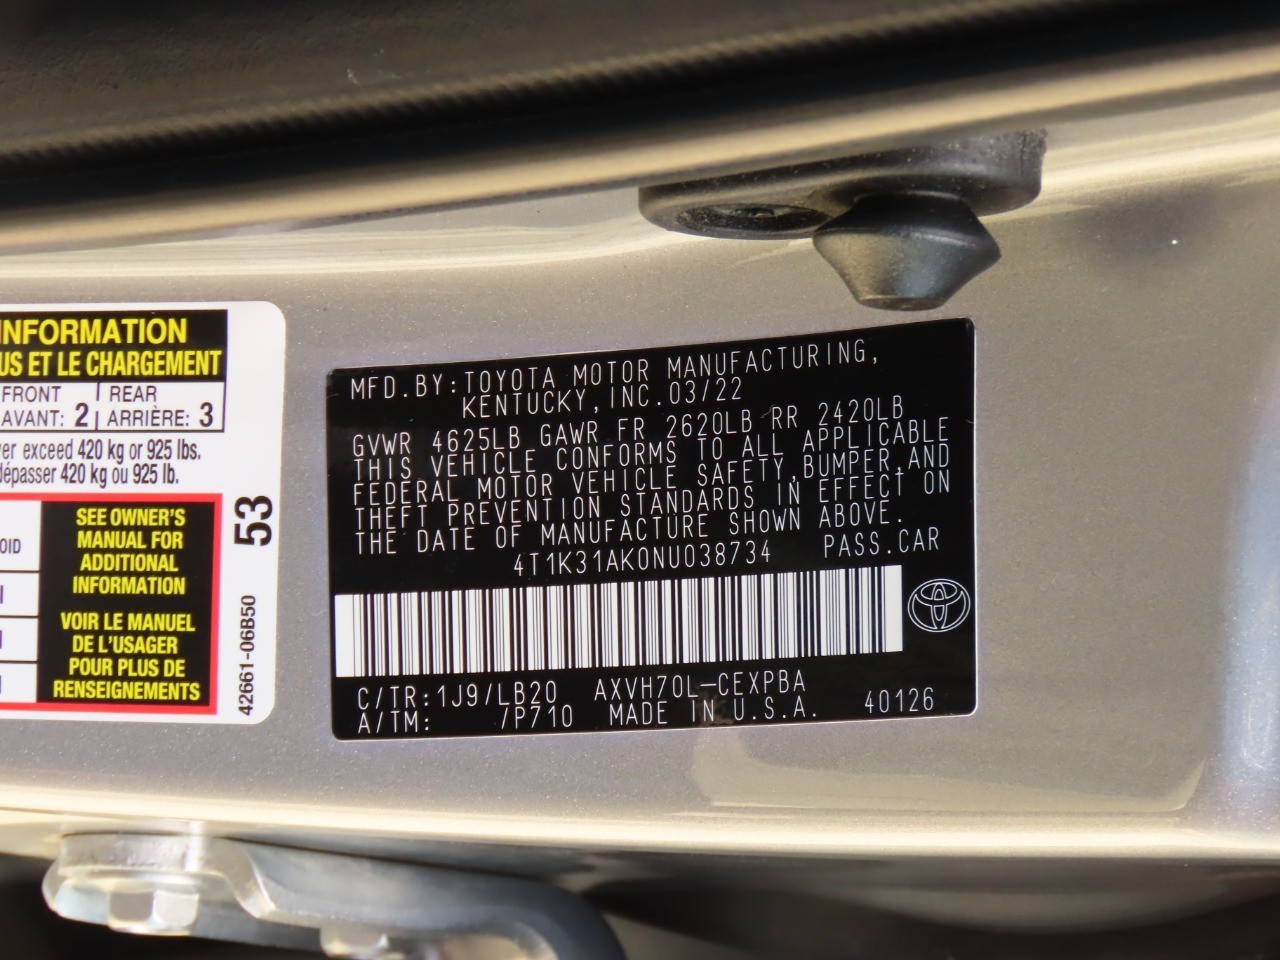 INFORMATION
US ET LE CHARGEMENT
FRONT REAR
AVANT: 2 ARRIÈRE: 3
exceed 420 kg or 925 lbs.
dépasser 420 kg ou 925 lb.
SEE OWNER'S
MANUAL FOR
ADDITIONAL
INFORMATION
VOIR LE MANUEL
DE L'USAGER
POUR PLUS DE
RENSEIGNEMENTS
53
42661-06B50
MFD.BY:TOYOTA MOTOR MANUFACTURING,
KENTUCKY,INC.03/22
GVWR 4625LB GAWR FR 2620LB RR 2420LB
THIS VEHICLE CONFORMS TO ALL APPLICABLE
FEDERAL MOTOR VEHICLE SAFETY,BUMPER,AND
THEFT PREVENTION STANDARDS IN EFFECT ON
THE DATE OF MANUFACTURE SHOWN ABOVE.
4T1K31AK0NU038734 PASS.CAR
C/TR:1J9/LB20 AXVH70L-CEXPBA
A/TM: /P710 MADE IN U.S.A. 40126